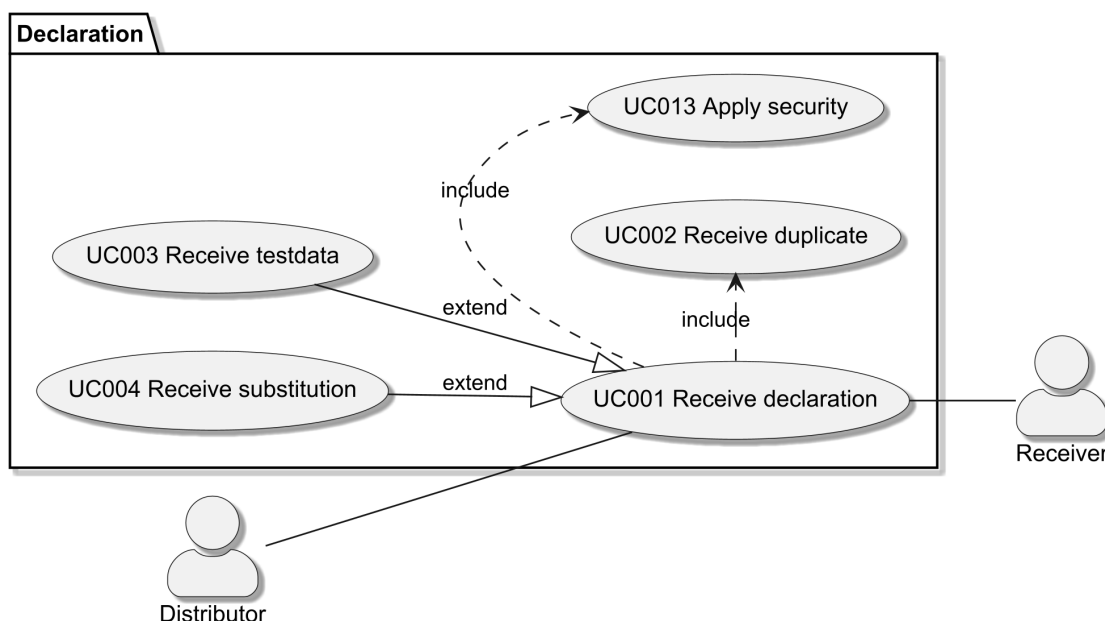 Declaration
UC013 Apply security
include
UC002 Receive duplicate
UC003 Receive testdata
extend
include
UC004 Receive substitution
extend
UC001 Receive declaration
Receiver
Distributor